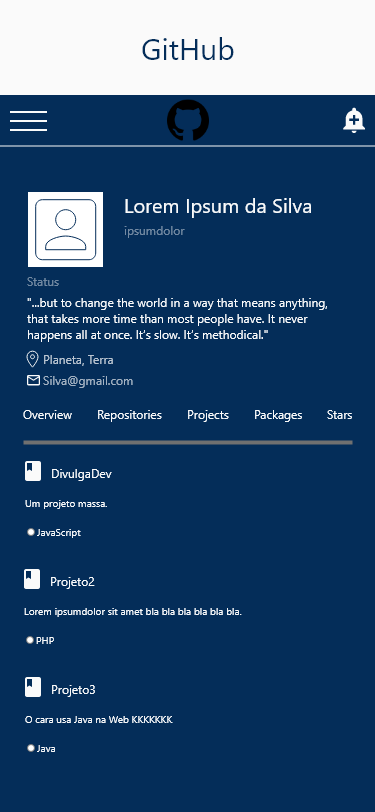 GitHub
Lorem Ipsum da Silva
ipsumdolor
Status
"...but to change the world in a way that means anything,
that takes more time than most people have. It never
happens all at once. It's slow. It's methodical."
Planeta, Terra
Silva@gmail.com
Overview Repositories Projects Packages Stars
DivulgaDev
Um projeto massa.
JavaScript
Projeto2
Lorem ipsumdolor sit amet bla bla bla bla bla bla.
PHP
Projeto3
O cara usa Java na Web KKKKKKK
Java